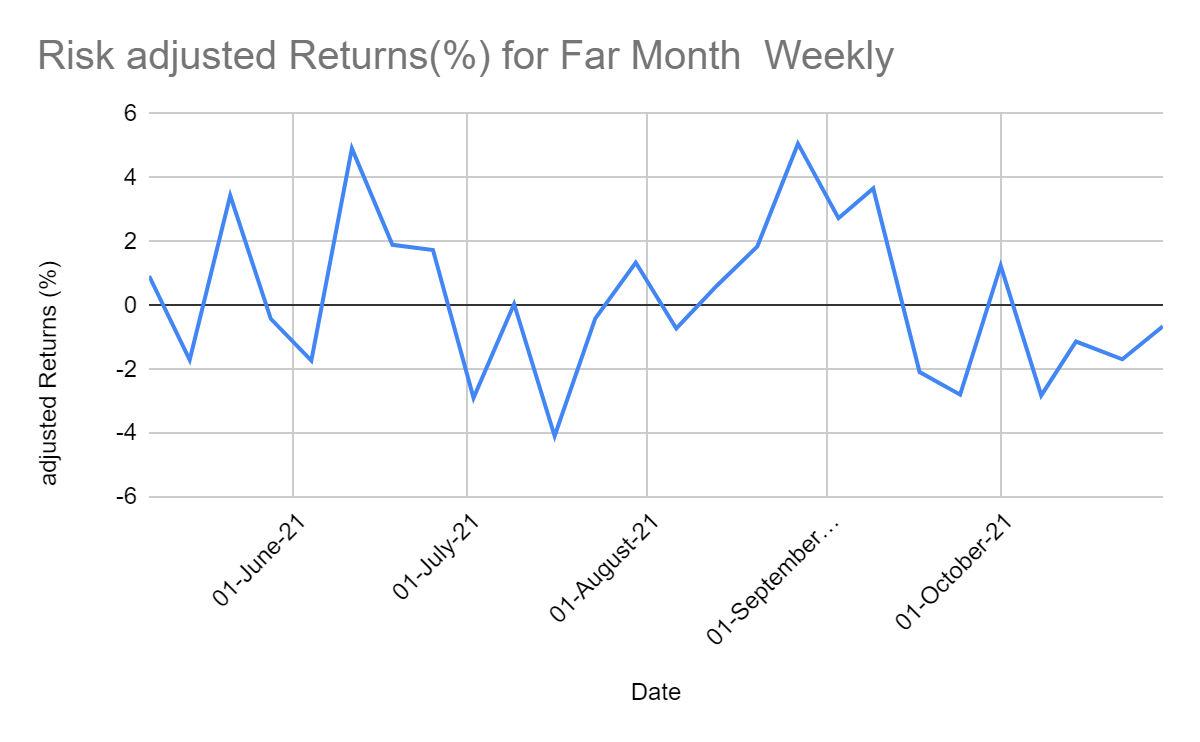 Risk adjusted Returns(%) for Far Month  Weekly
6
4
2
0
-2
-4
-6
adjusted Returns (%)
01-June-21
01-July-21
01-August-21
01-September…
01-October-21
Date